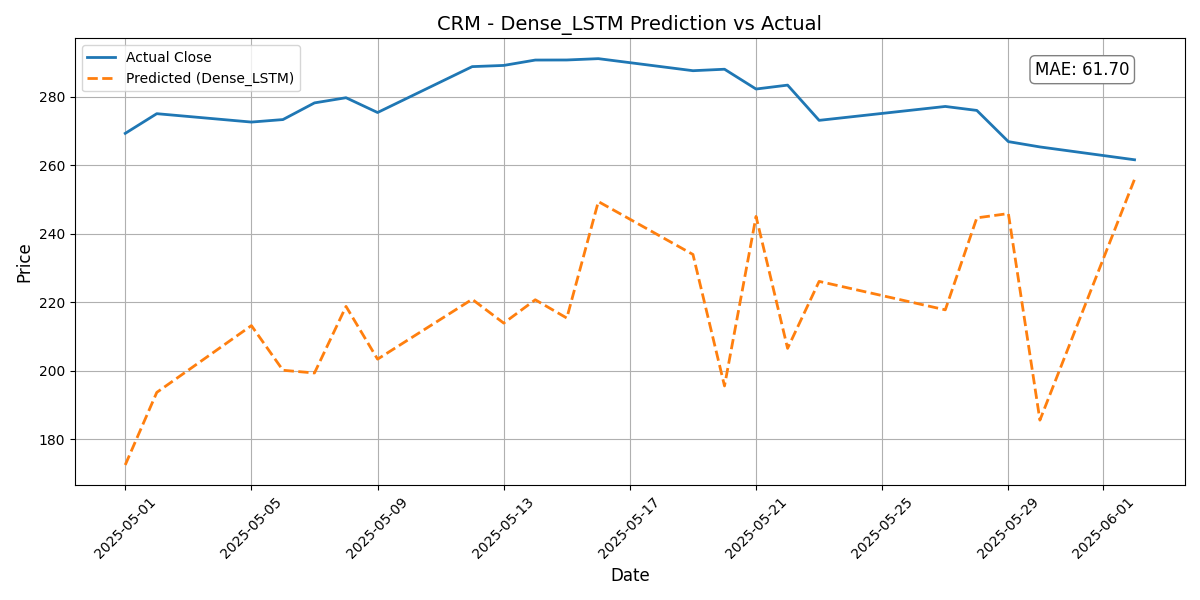 CRM - Dense_LSTM Prediction vs Actual
Actual Close
Predicted (Dense_LSTM)
MAE: 61.70
280
260
240
220
200
180
Price
2025-05-01
2025-05-05
2025-05-09
2025-05-13
2025-05-17
2025-05-21
2025-05-25
2025-05-29
2025-06-01
Date